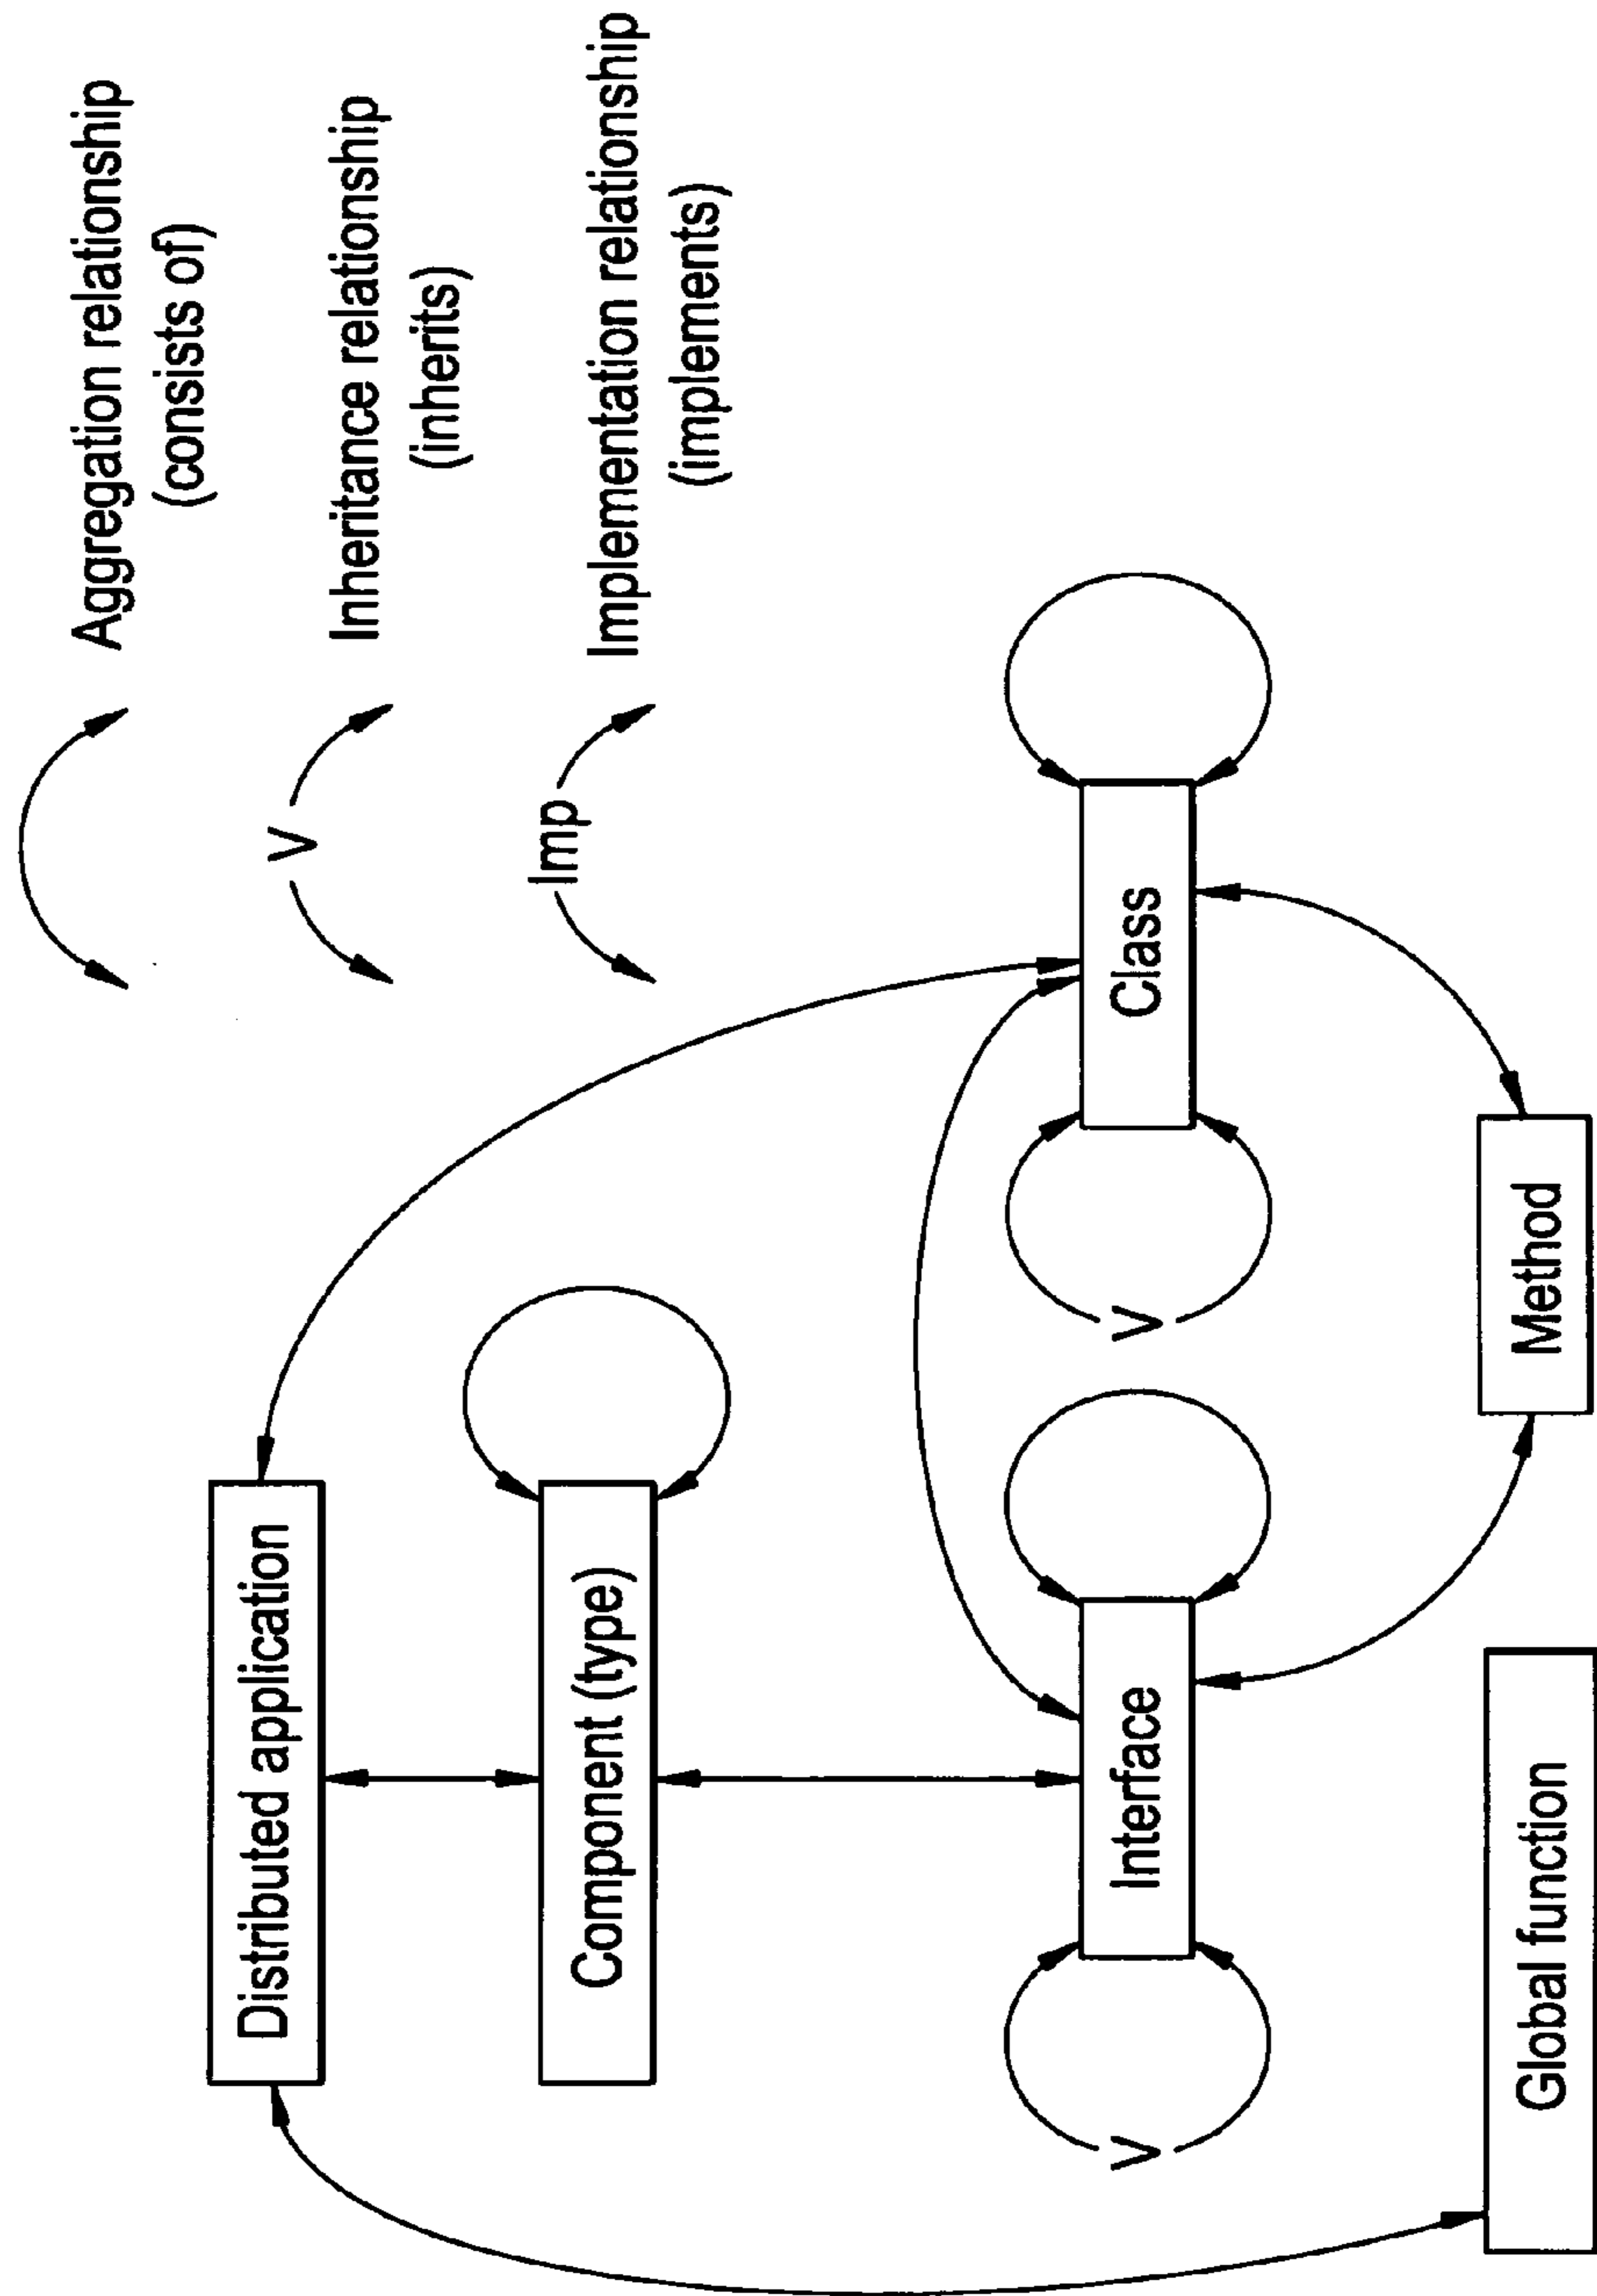 Aggregation relationship
(consists of)
V
Inheritance relationship
(inherits)
Imp
Implementation relationship
(implements)
Distributed application
Component (type)
V
Interface
V
Class
Global function
Method